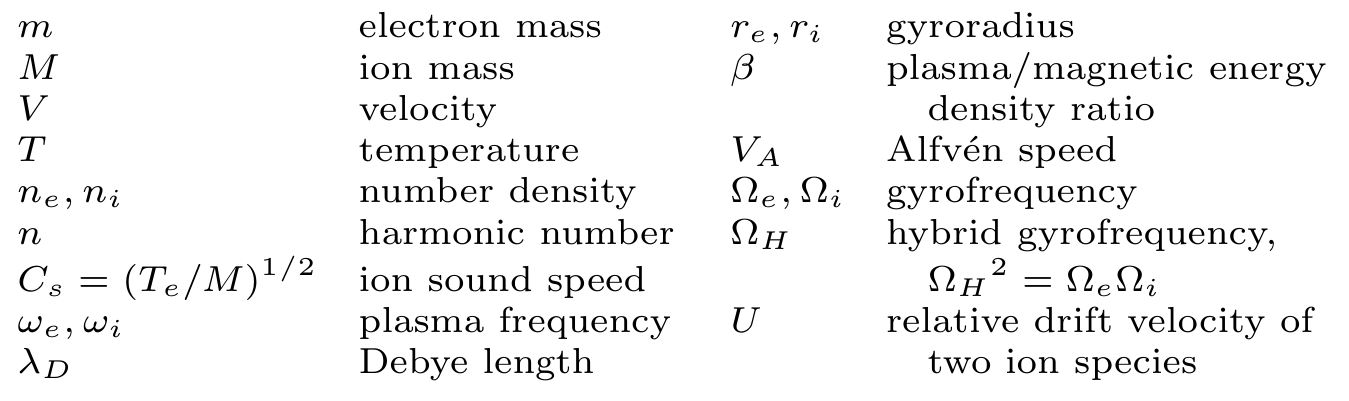 m electron mass r_e, r_i gyroradius
M ion mass β plasma/magnetic energy
V velocity density ratio
T temperature V_A Alfvén speed
n_e, n_i number density Ω_e, Ω_i gyrofrequency
n harmonic number Ω_H hybrid gyrofrequency,
C_s = (T_e/M)^{1/2} ion sound speed Ω_H^2 = Ω_eΩ_i
ω_e, ω_i plasma frequency U relative drift velocity of
λ_D Debye length two ion species